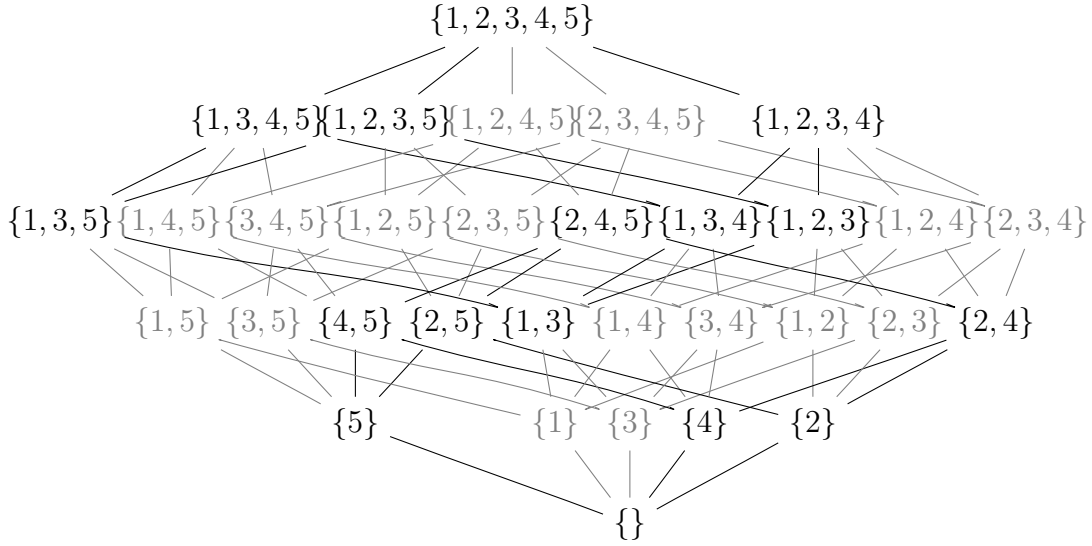 {1, 2, 3, 4, 5}
{1, 3, 4, 5} {1, 2, 3, 5} {1, 2, 4, 5} {2, 3, 4, 5} {1, 2, 3, 4}
{1, 3, 5} {1, 4, 5} {3, 4, 5} {1, 2, 5} {2, 3, 5} {2, 4, 5} {1, 3, 4} {1, 2, 3} {1, 2, 4} {2, 3, 4}
{1, 5} {3, 5} {4, 5} {2, 5} {1, 3} {1, 4} {3, 4} {1, 2} {2, 3} {2, 4}
{5} {1} {3} {4} {2}
{}